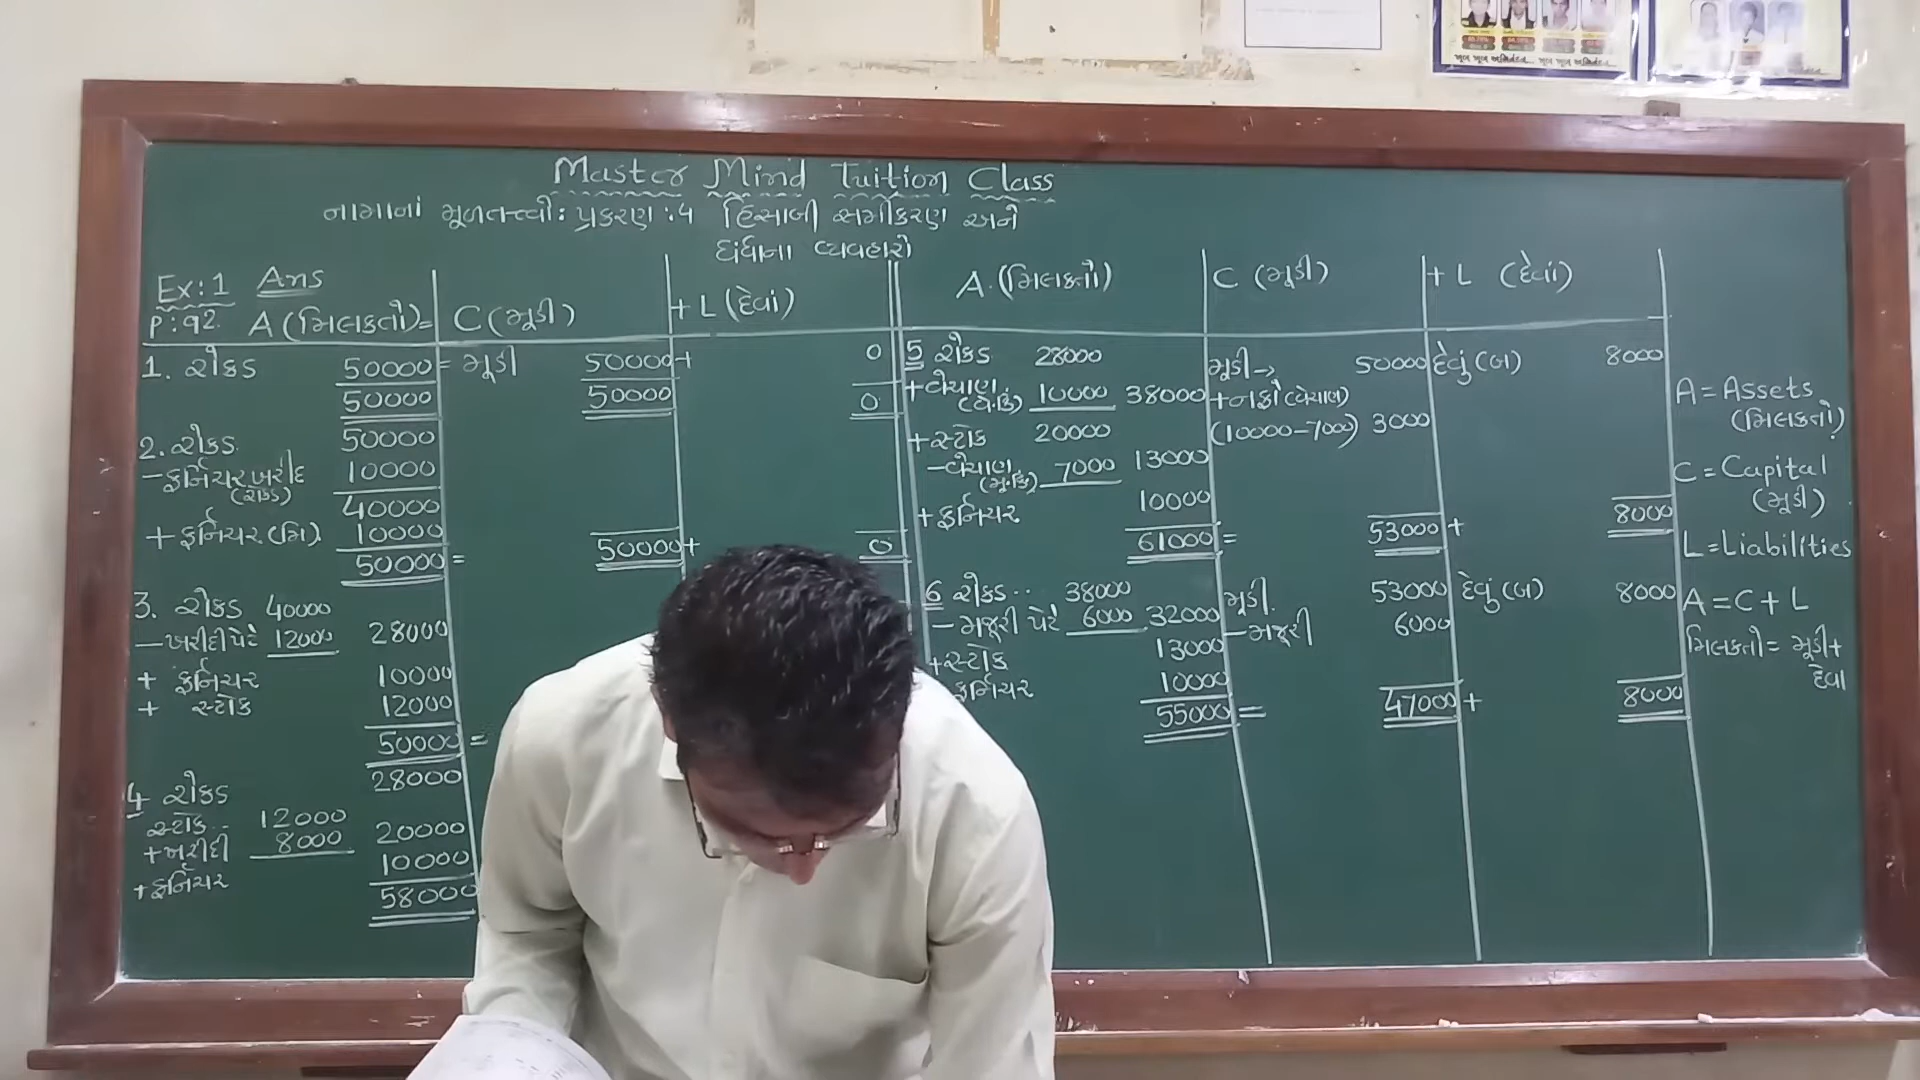 Master Mind Tuition Class
નામાનાં મૂળતત્ત્વો : પ્રકરણ : ૪ હિસાબી સમીકરણ અને
ધંધાના વ્યવહારો
Ex:1 Ans
P:૧૨. A (મિલકતો) = C (મૂડી) + L (દેવાં)
1. રોકડ 50000 = મૂડી 50000 + 0
50000 50000 0
2. રોકડ 50000
- ફર્નિચર ખરીદ 10000
(રોકડ)
40000
+ ફર્નિચર (મિ). 10000
50000 = 50000 + 0
3. રોકડ 40000
- ખરીદી પેટે 12000 28000
+ ફર્નિચર 10000
+ સ્ટોક 12000
50000 =
4 રોકડ 28000
સ્ટોક.. 12000
+ ખરીદી 8000 20000
+ ફર્નિચર 10000
58000
A. (મિલકતો) C (મૂડી) + L (દેવાં)
5 રોકડ 28000 મૂડી → 50000 દેવું (બ) 8000
+ વેચાણ. 10000 38000 + નફો (વેચાણ)
(વે.કિં)
+ સ્ટોક 20000 (10000-7000) 3000
- વેચાણ 7000 13000
(મૂ.કિં)
+ ફર્નિચર 10000
61000 = 53000 + 8000
6 રોકડ .. 38000 મૂડી. 53000 દેવું (બ) 8000
- મજૂરી પેટે 6000 32000 - મજૂરી 6000
+ સ્ટોક 13000
ફર્નિચર 10000
55000 = 47000 + 8000
A = Assets
(મિલકતો)
C = Capital
(મૂડી)
L = Liabilities
A = C + L
મિલકતો = મૂડી +
દેવા